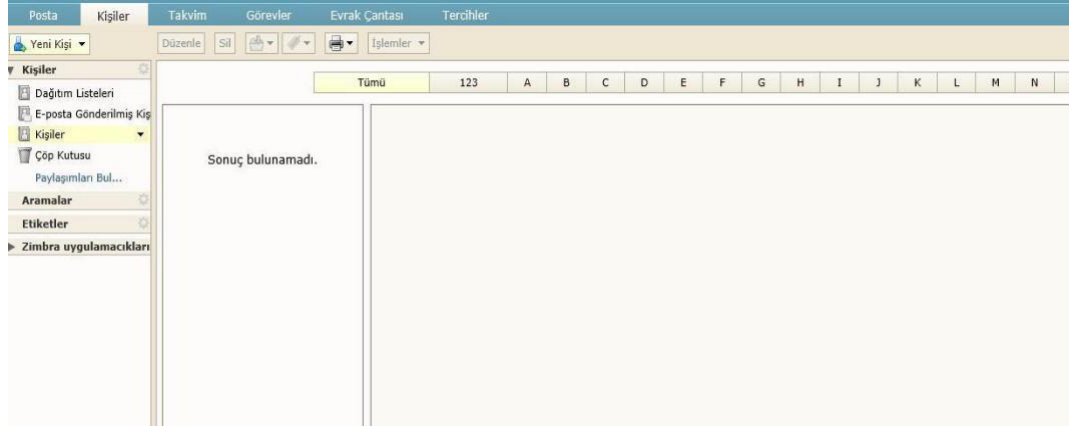 Posta Kişiler Takvim Görevler Evrak Çantası Tercihler
Yeni Kişi Düzenle Sil İşlemler
Kişiler
Tümü 123 A B C D E F G H I J K L M N
Dağıtım Listeleri
E-posta Gönderilmiş Kiş
Kişiler
Çöp Kutusu
Sonuç bulunamadı.
Paylaşımları Bul...
Aramalar
Etiketler
Zimbra uygulamacıkları